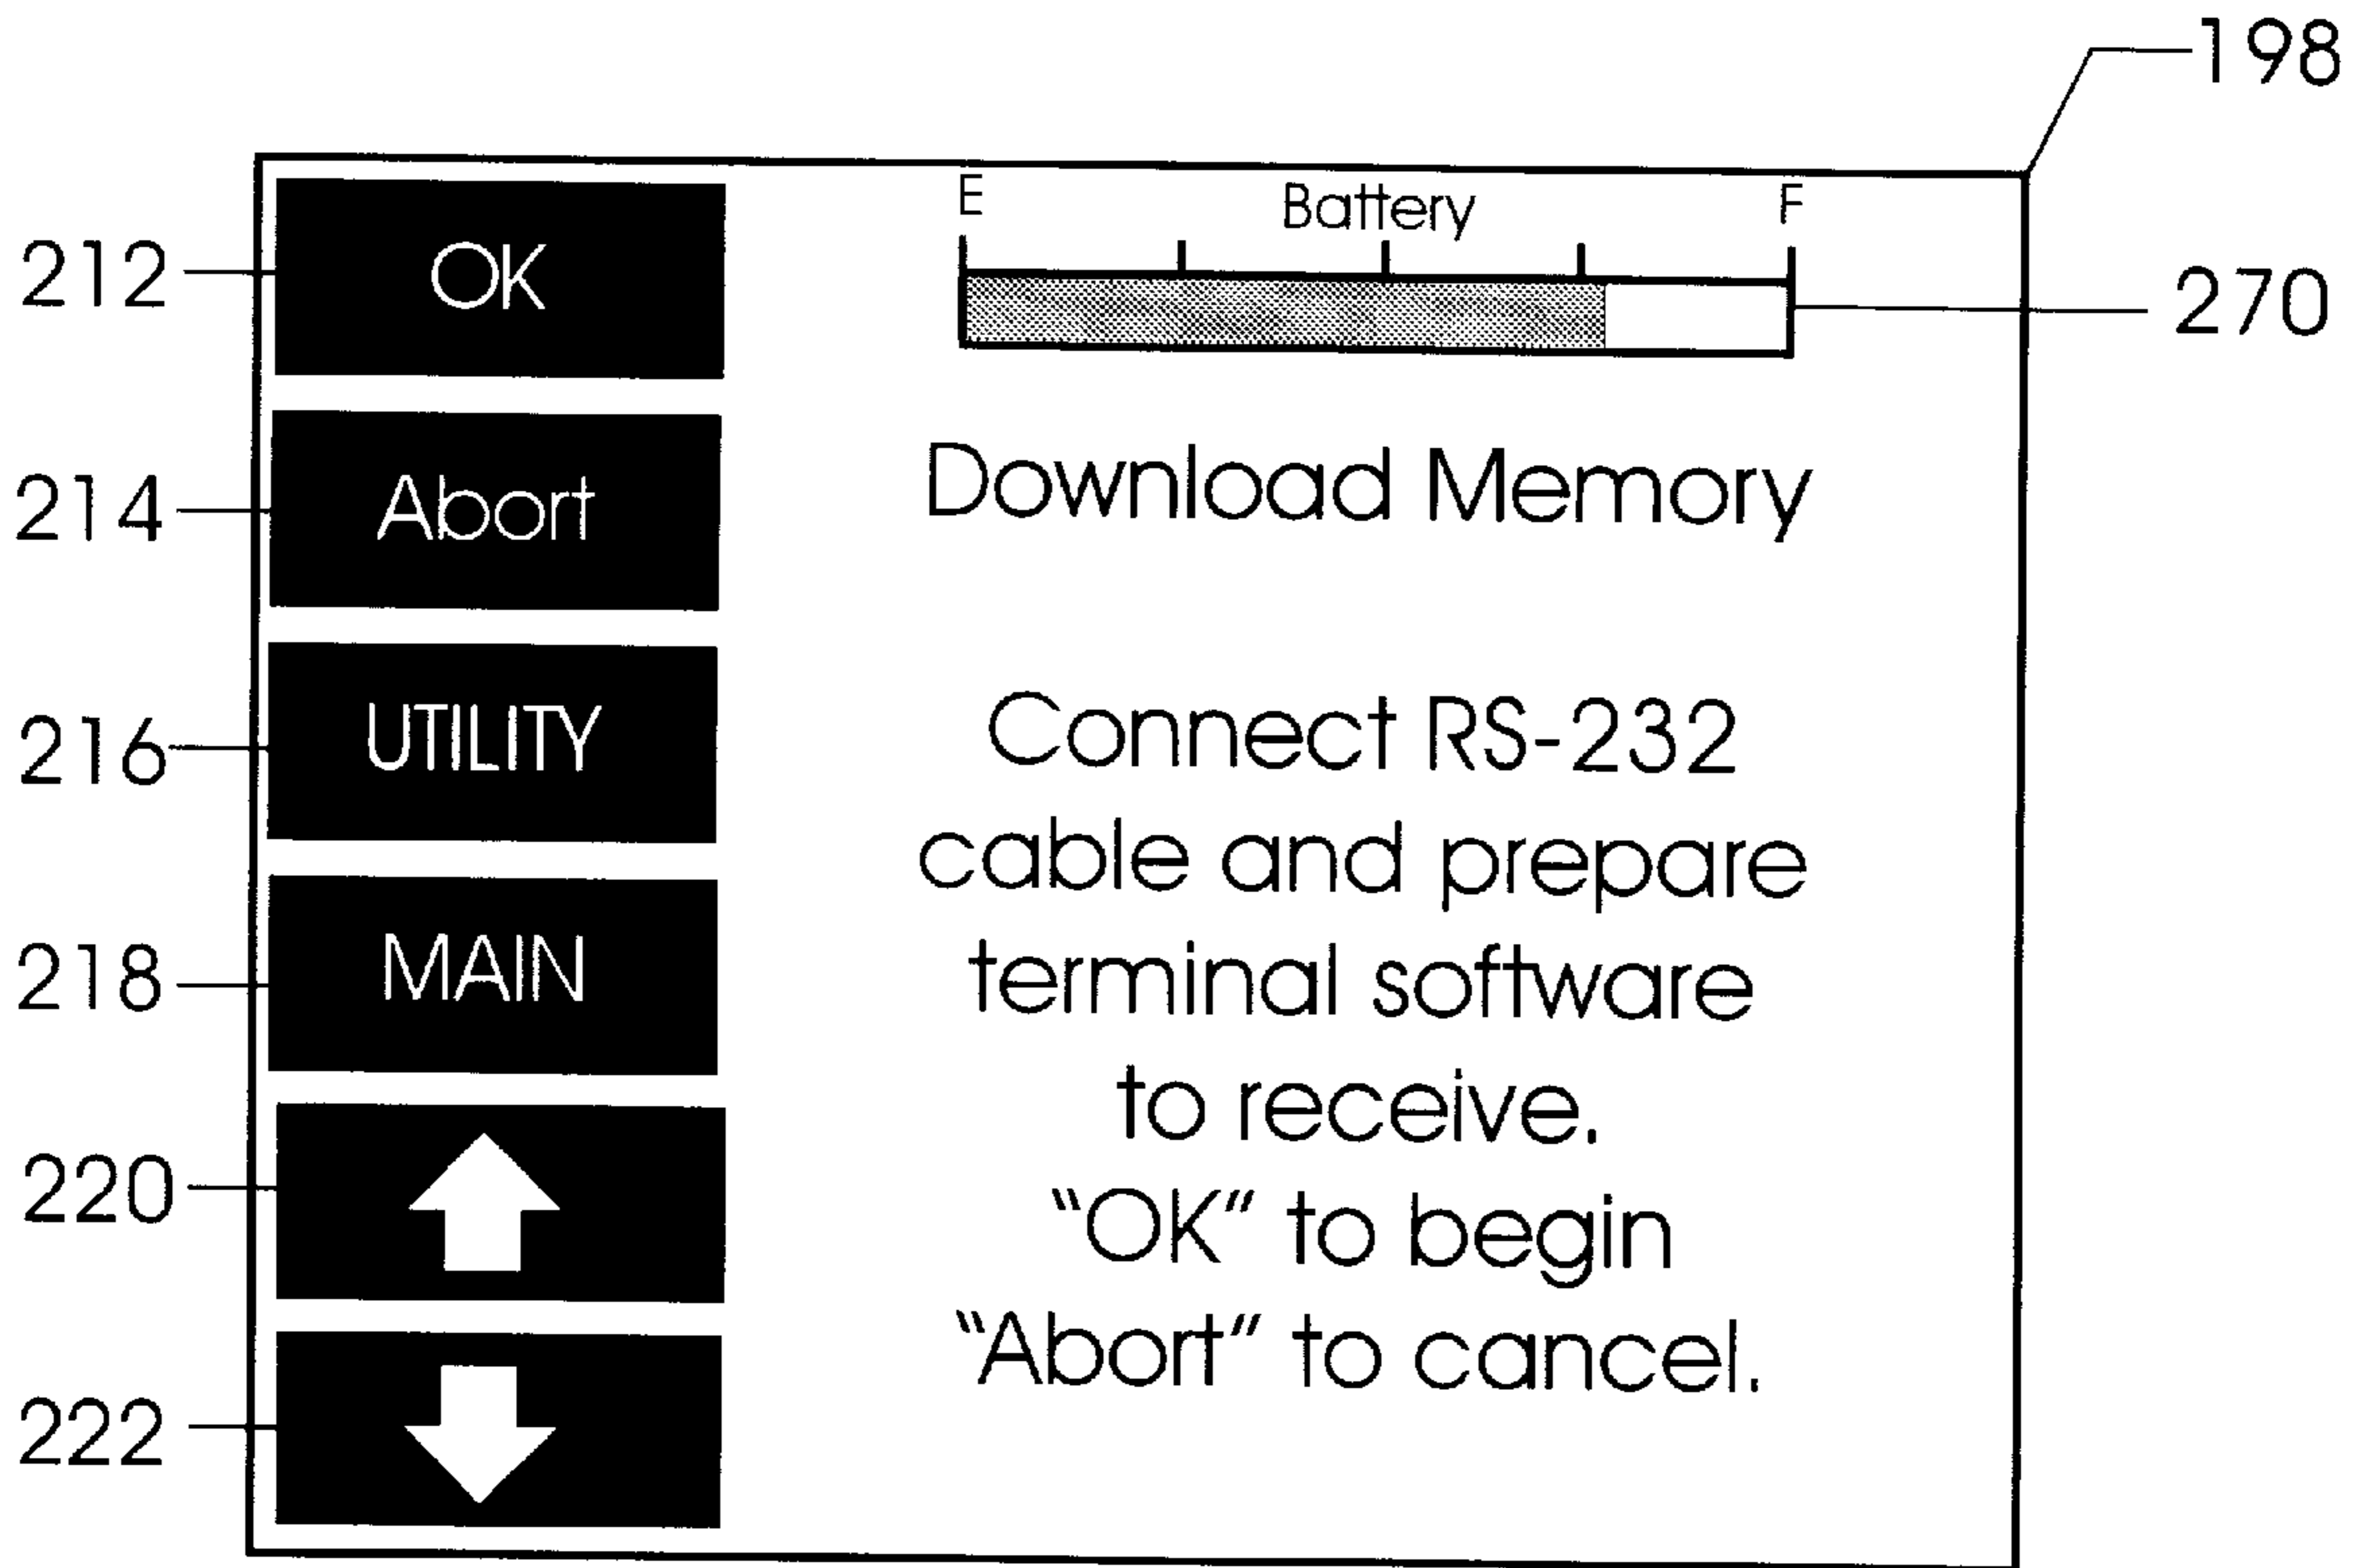 198
E Battery F
212 OK
270
214 Abort
Download Memory
216 UTILITY
Connect RS-232
cable and prepare
218 MAIN
terminal software
to receive.
220
"OK" to begin
"Abort" to cancel.
222